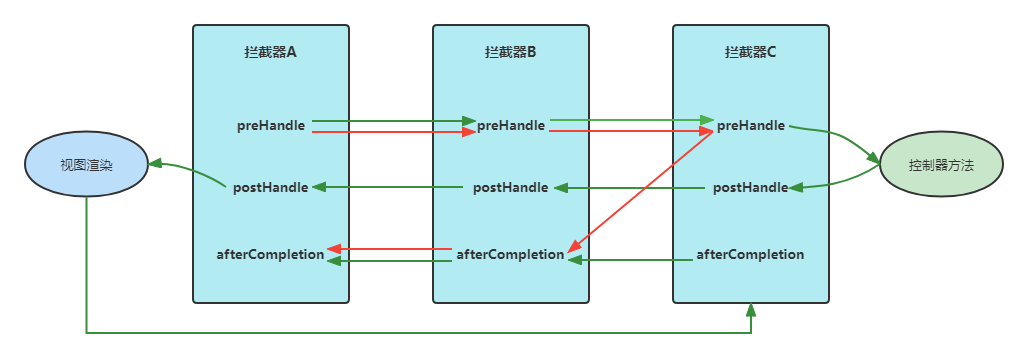 拦截器A
拦截器B
拦截器C
preHandle
preHandle
preHandle
视图渲染
控制器方法
postHandle
postHandle
postHandle
afterCompletion
afterCompletion
afterCompletion